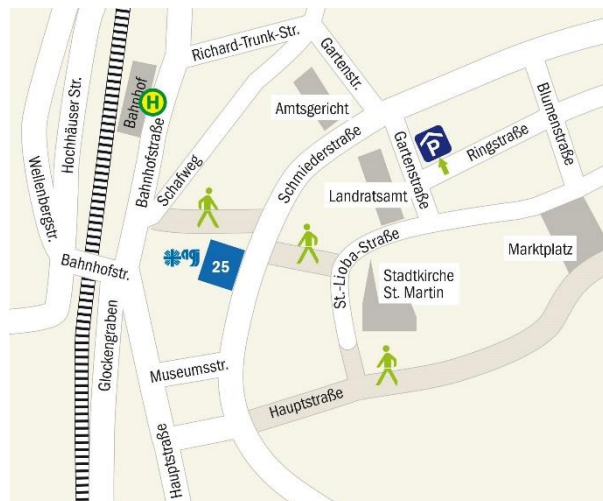 Richard-Trunk-Str.
Gartenstr.
Hochhäuser Str.
Bahnhof
H
Amtsgericht
Blumenstraße
Wellenbergstr.
Bahnhofstraße
Schafweg
Schmiederstraße
Gartenstraße
P
Ringstraße
Landratsamt
Bahnhofstr.
25
St.-Lioba-Straße
Marktplatz
Stadtkirche
St. Martin
Glockengraben
Museumsstr.
Hauptstraße
Hauptstraße